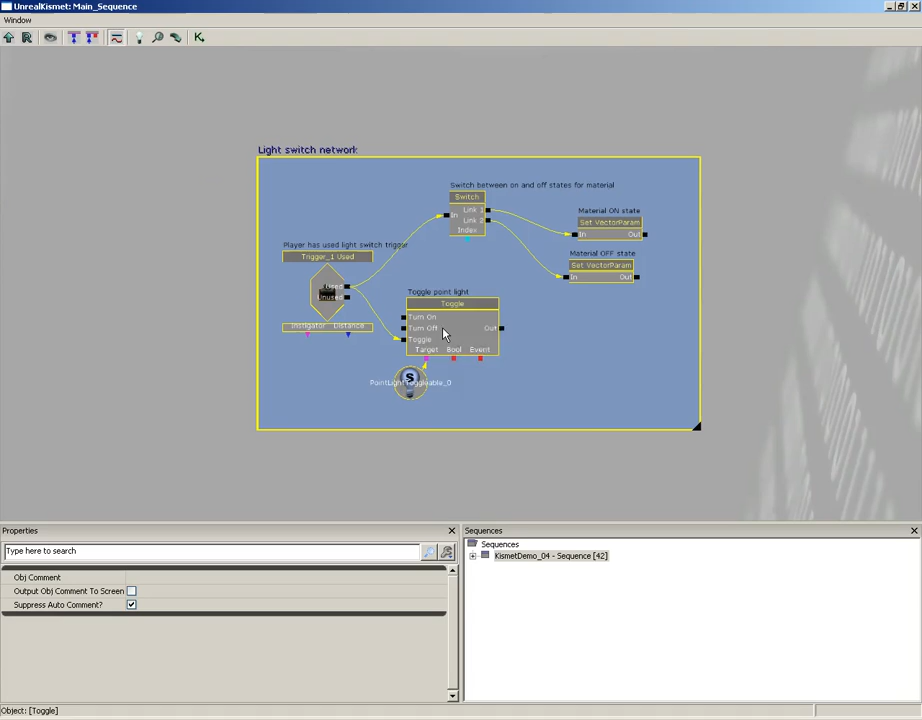 UnrealKismet: Main_Sequence
Window
Light switch network
Switch between on and off states for material
Switch
In
Link 1
Link 2
Index
Material ON state
Set VectorParam
In
Out
Material OFF state
Set VectorParam
In
Out
Player has used light switch trigger
Trigger_1 Used
Used
Unused
Instigator
Distance
Toggle point light
Toggle
Turn On
Turn Off
Out
Toggle
Target
Bool
Event
S
PointLightToggleable_0
Properties
Sequences
Type here to search
Sequences
KismetDemo_04 - Sequence [42]
Obj Comment
Output Obj Comment To Screen
Suppress Auto Comment?
Object: [Toggle]